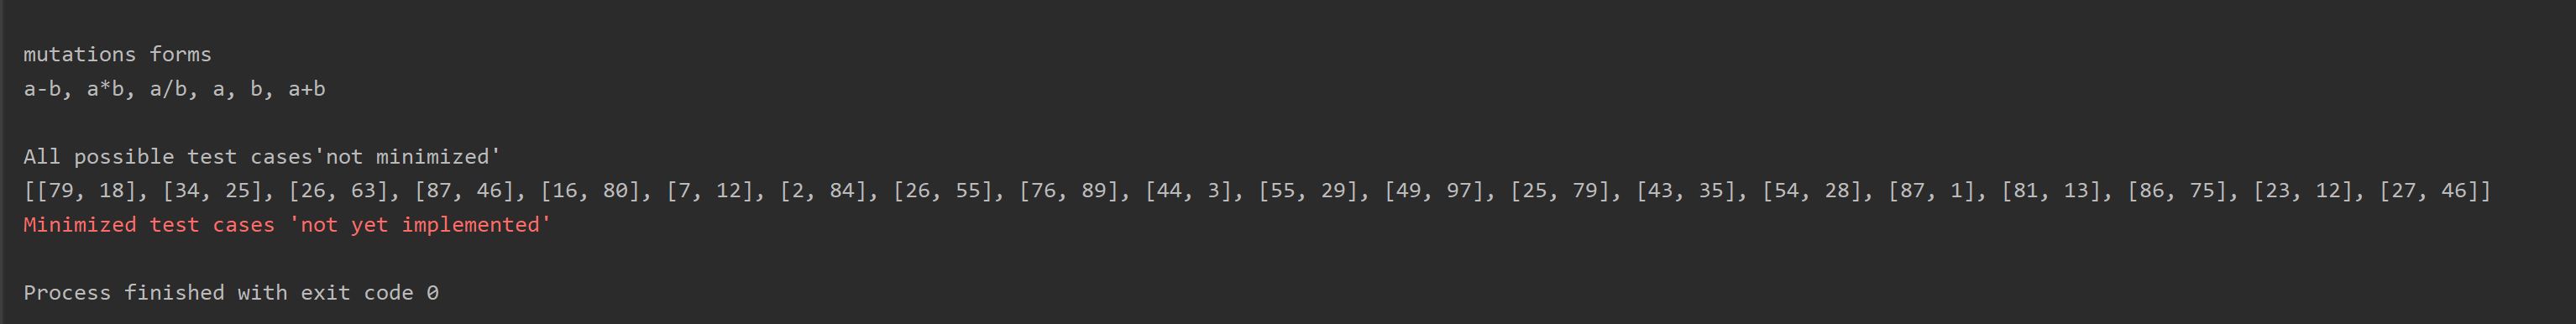 mutations forms
a-b, a*b, a/b, a, b, a+b
All possible test cases'not minimized'
[[79, 18], [34, 25], [26, 63], [87, 46], [16, 80], [7, 12], [2, 84], [26, 55], [76, 89], [44, 3], [55, 29], [49, 97], [25, 79], [43, 35], [54, 28], [87, 1], [81, 13], [86, 75], [23, 12], [27, 46]]
Minimized test cases 'not yet implemented'
Process finished with exit code 0